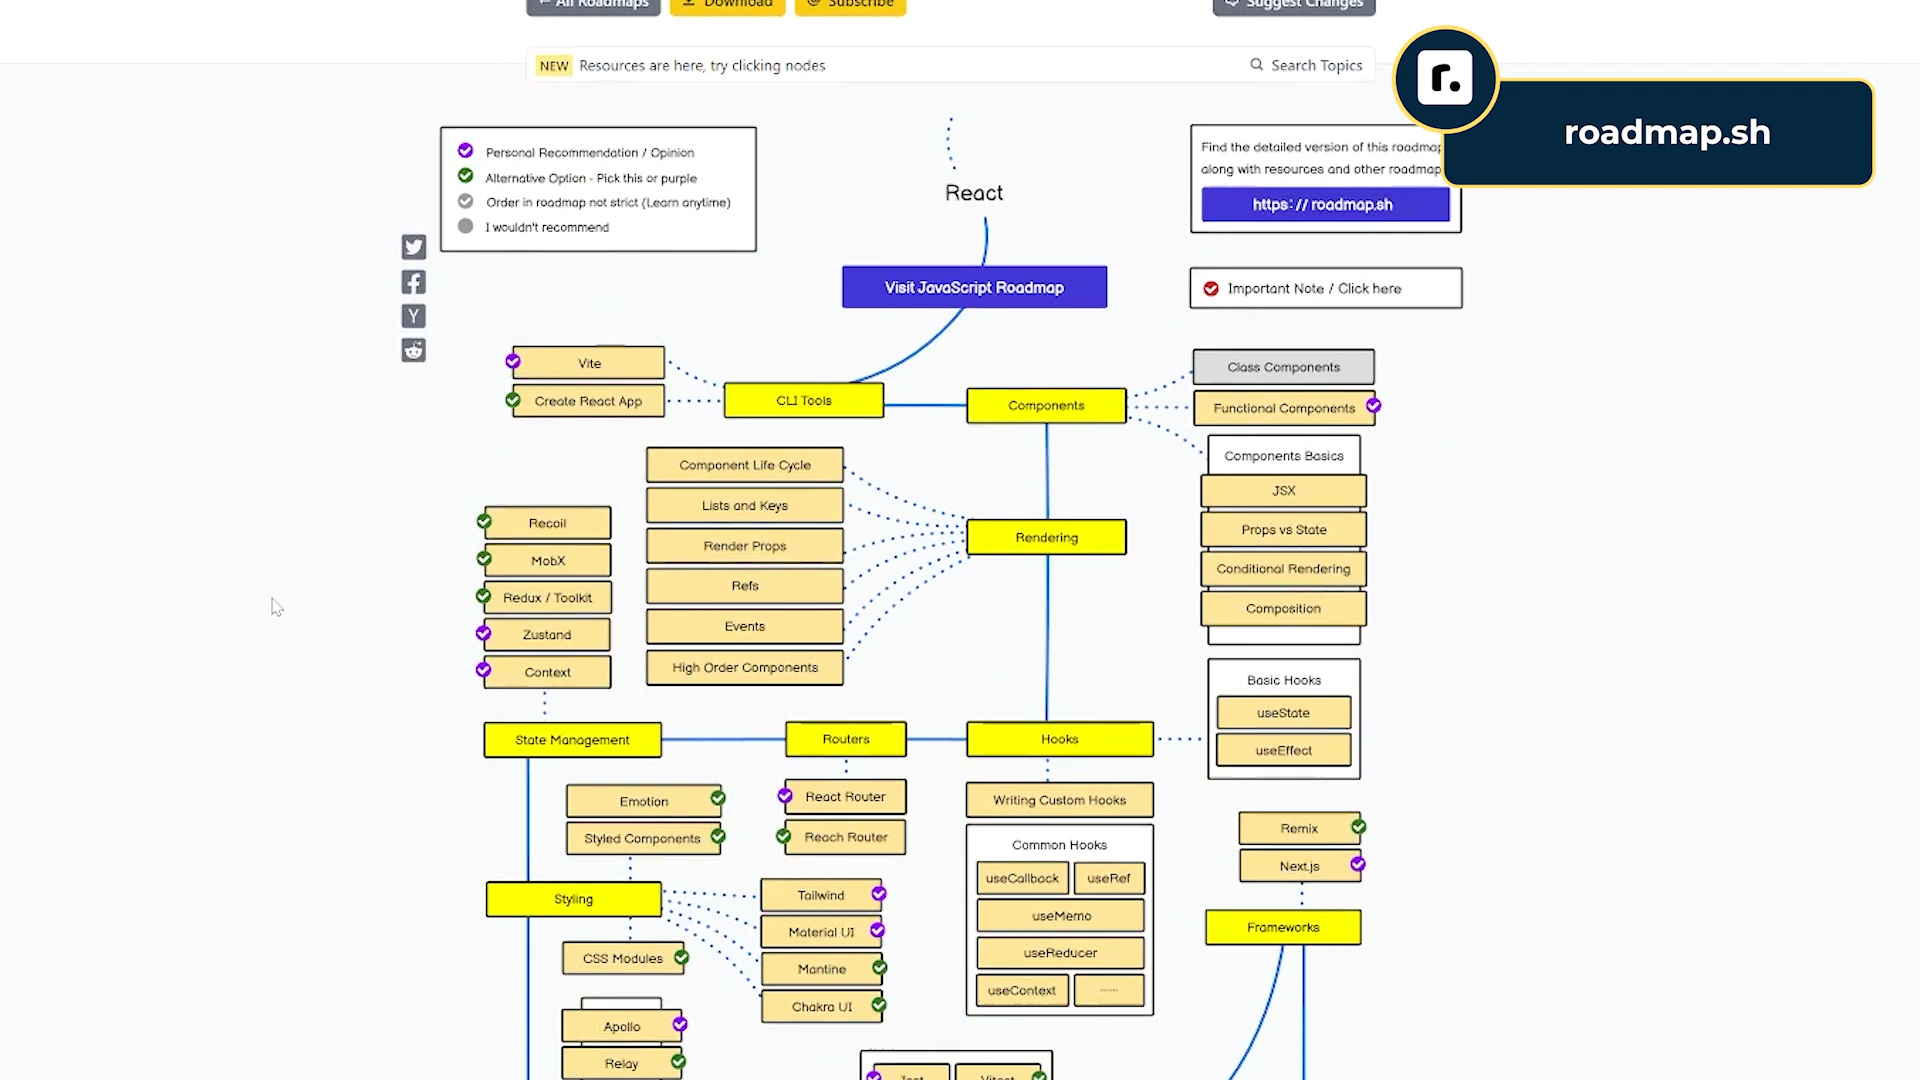 ← All Roadmaps
Download
Subscribe
Suggest Changes
NEW Resources are here, try clicking nodes
Search Topics
r.
roadmap.sh
Personal Recommendation / Opinion
Alternative Option - Pick this or purple
Order in roadmap not strict (Learn anytime)
I wouldn't recommend
React
Find the detailed version of this roadmap
along with resources and other roadmap
https: // roadmap.sh
Visit JavaScript Roadmap
Important Note / Click here
Y
Vite
Create React App
CLI Tools
Components
Class Components
Functional Components
Components Basics
JSX
Props vs State
Conditional Rendering
Composition
Component Life Cycle
Lists and Keys
Render Props
Refs
Events
High Order Components
Rendering
Recoil
MobX
Redux / Toolkit
Zustand
Context
Basic Hooks
useState
useEffect
State Management
Routers
Hooks
Emotion
Styled Components
React Router
Reach Router
Writing Custom Hooks
Common Hooks
useCallback
useRef
useMemo
useReducer
useContext
......
Remix
Next.js
Frameworks
Styling
Tailwind
Material UI
Mantine
Chakra UI
CSS Modules
Apollo
Relay
Vitest